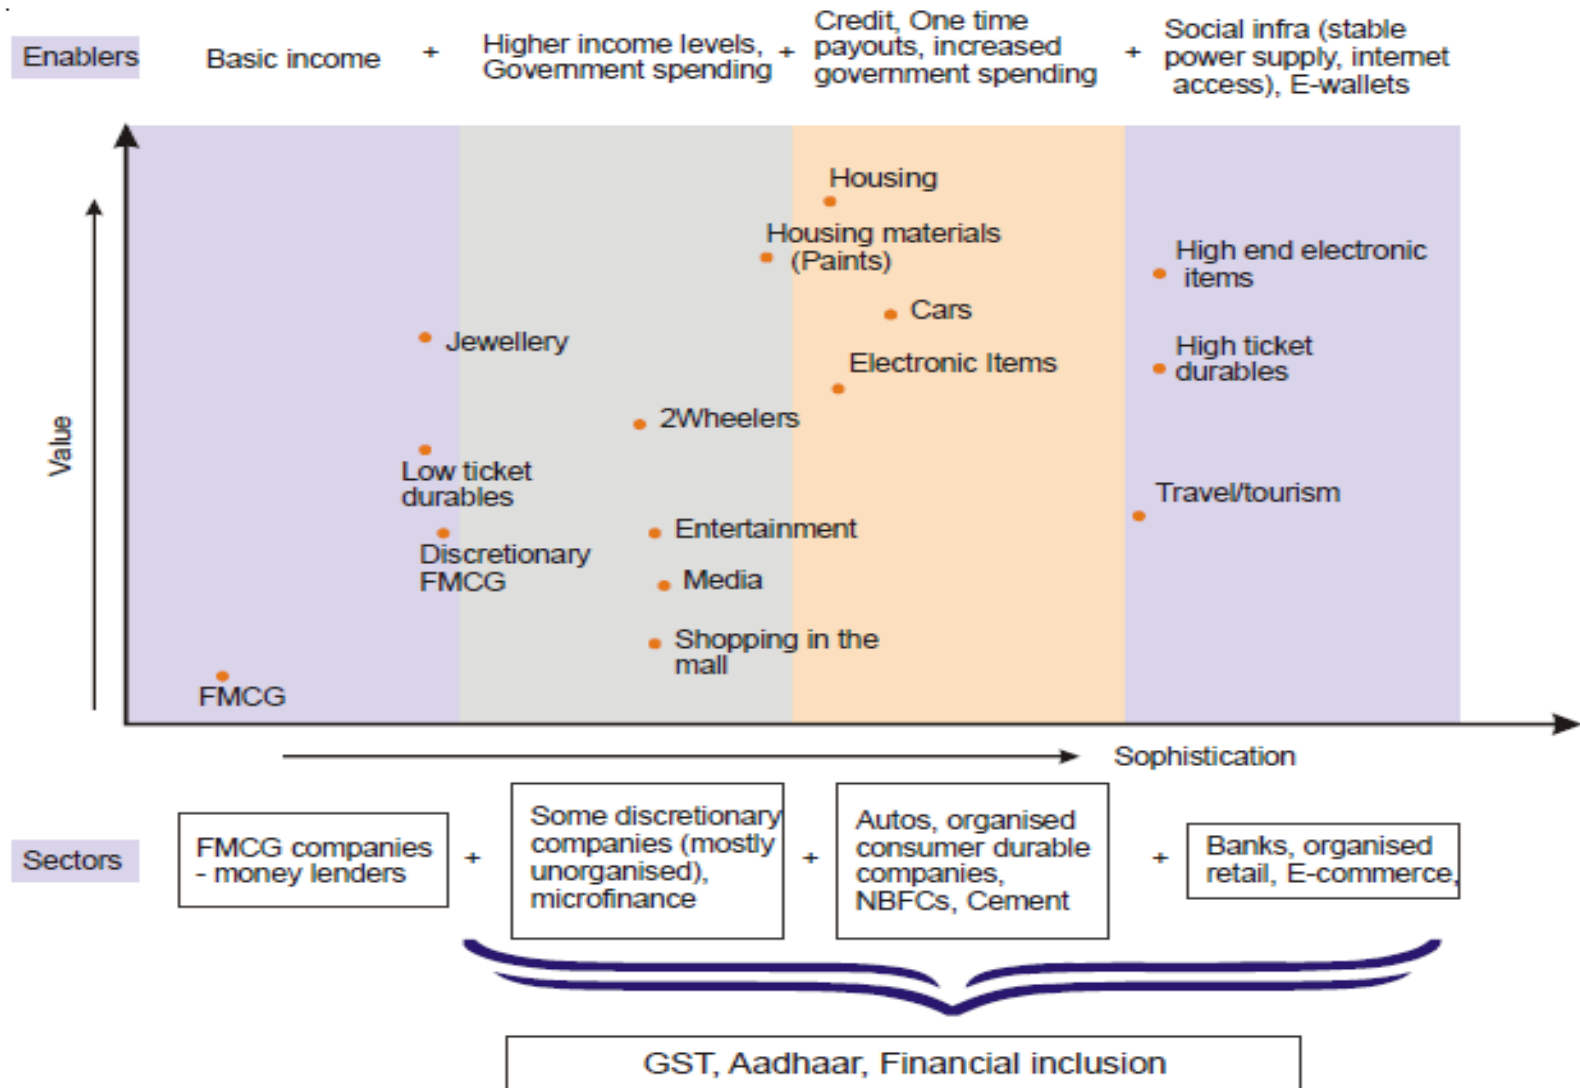 Enablers
Basic income
+
Higher income levels,
Government spending
+
Credit, One time
payouts, increased
government spending
+
Social infra (stable
power supply, internet
access), E-wallets
Value
Housing
Housing materials
(Paints)
High end electronic
items
Cars
Jewellery
High ticket
durables
Electronic Items
2Wheelers
Low ticket
durables
Travel/tourism
Entertainment
Discretionary
FMCG
Media
Shopping in the
mall
FMCG
Sophistication
Sectors
FMCG companies
- money lenders
+
Some discretionary
companies (mostly
unorganised),
microfinance
+
Autos, organised
consumer durable
companies,
NBFCs, Cement
+
Banks, organised
retail, E-commerce,
GST, Aadhaar, Financial inclusion